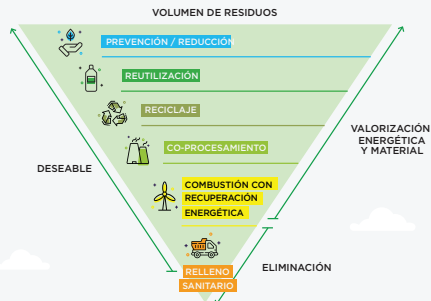 VOLUMEN DE RESIDUOS
PREVENCIÓN / REDUCCIÓN
REUTILIZACIÓN
RECICLAJE
CO-PROCESAMIENTO
COMBUSTIÓN CON
RECUPERACIÓN
ENERGÉTICA
RELLENO
SANITARIO
DESEABLE
VALORIZACIÓN
ENERGÉTICA
Y MATERIAL
ELIMINACIÓN